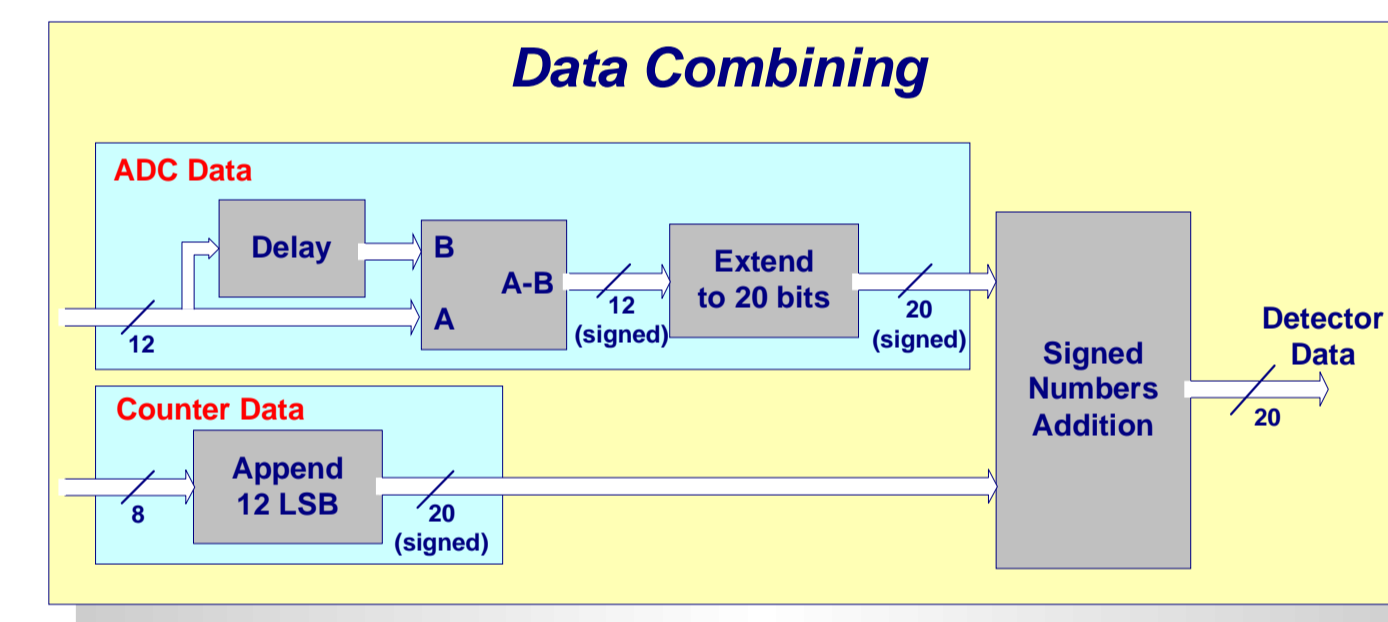 Data Combining
ADC Data
Delay
B
A-B
A
12
12
(signed)
Extend
to 20 bits
20
(signed)
Counter Data
8
Append
12 LSB
20
(signed)
Signed
Numbers
Addition
Detector
Data
20